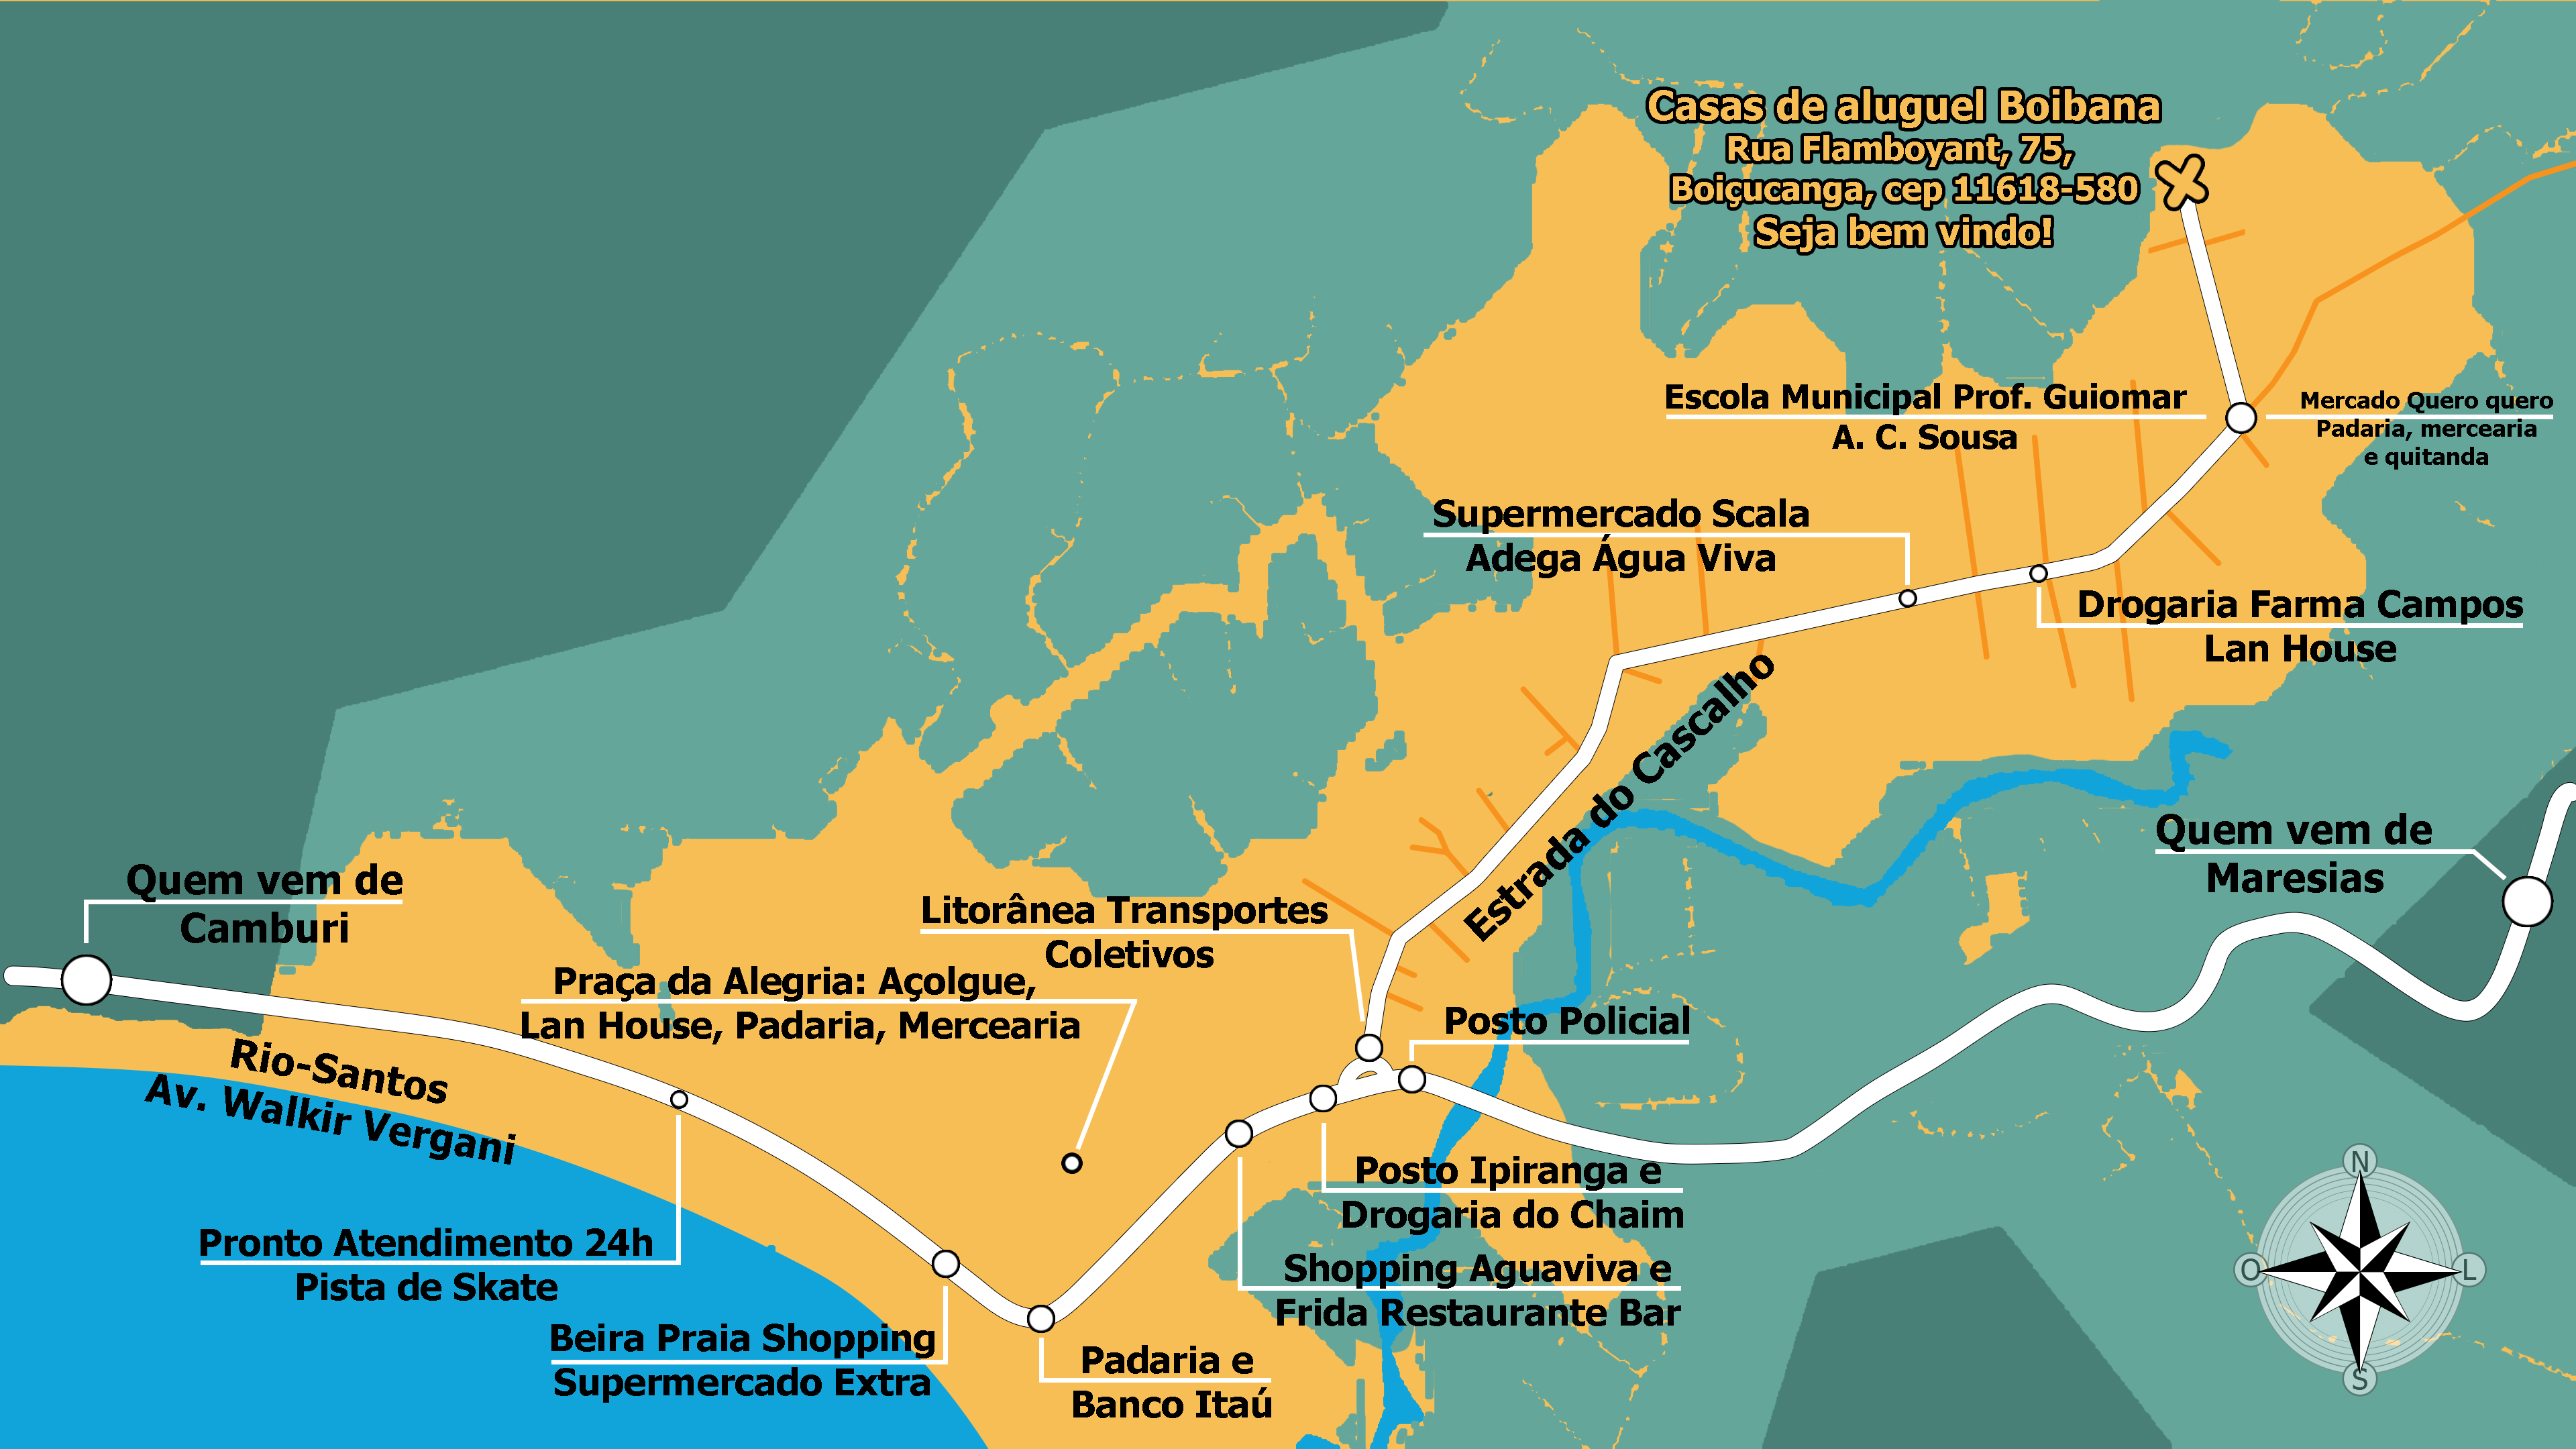 Casas de aluguel Boibana
Rua Flamboyant, 75,
Boiçucanga, cep 11618-580
Seja bem vindo!
Escola Municipal Prof. Guiomar
A. C. Sousa
Mercado Quero quero
Padaria, mercearia
e quitanda
Supermercado Scala
Adega Água Viva
Drogaria Farma Campos
Lan House
Estrada do Cascalho
Quem vem de
Maresias
Quem vem de
Camburi
Litorânea Transportes
Coletivos
Praça da Alegria: Açolgue,
Lan House, Padaria, Mercearia
Posto Policial
Rio-Santos
Av. Walkir Vergani
Posto Ipiranga e
Drogaria do Chaim
Pronto Atendimento 24h
Pista de Skate
Shopping Aguaviva e
Frida Restaurante Bar
Beira Praia Shopping
Supermercado Extra
Padaria e
Banco Itaú
N
O
L
S